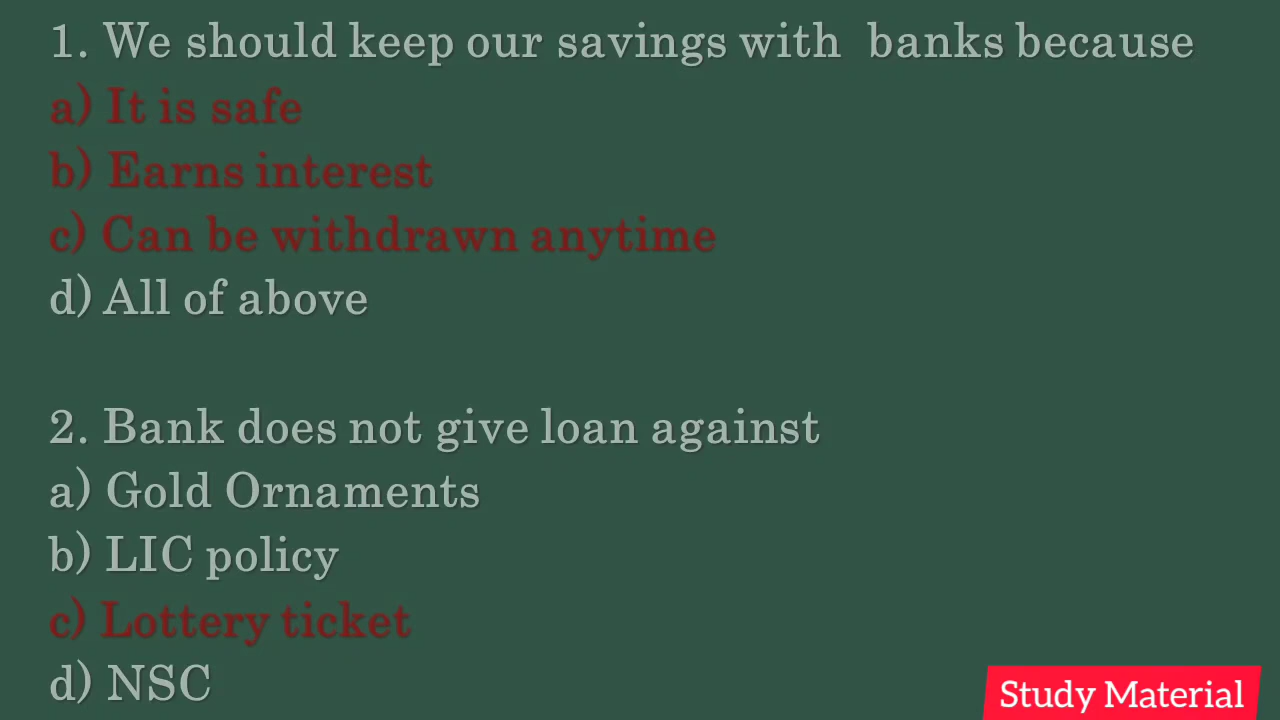 1. We should keep our savings with banks because
a) It is safe
b) Earns interest
c) Can be withdrawn anytime
d) All of above
2. Bank does not give loan against
a) Gold Ornaments
b) LIC policy
c) Lottery ticket
d) NSC
Study Material